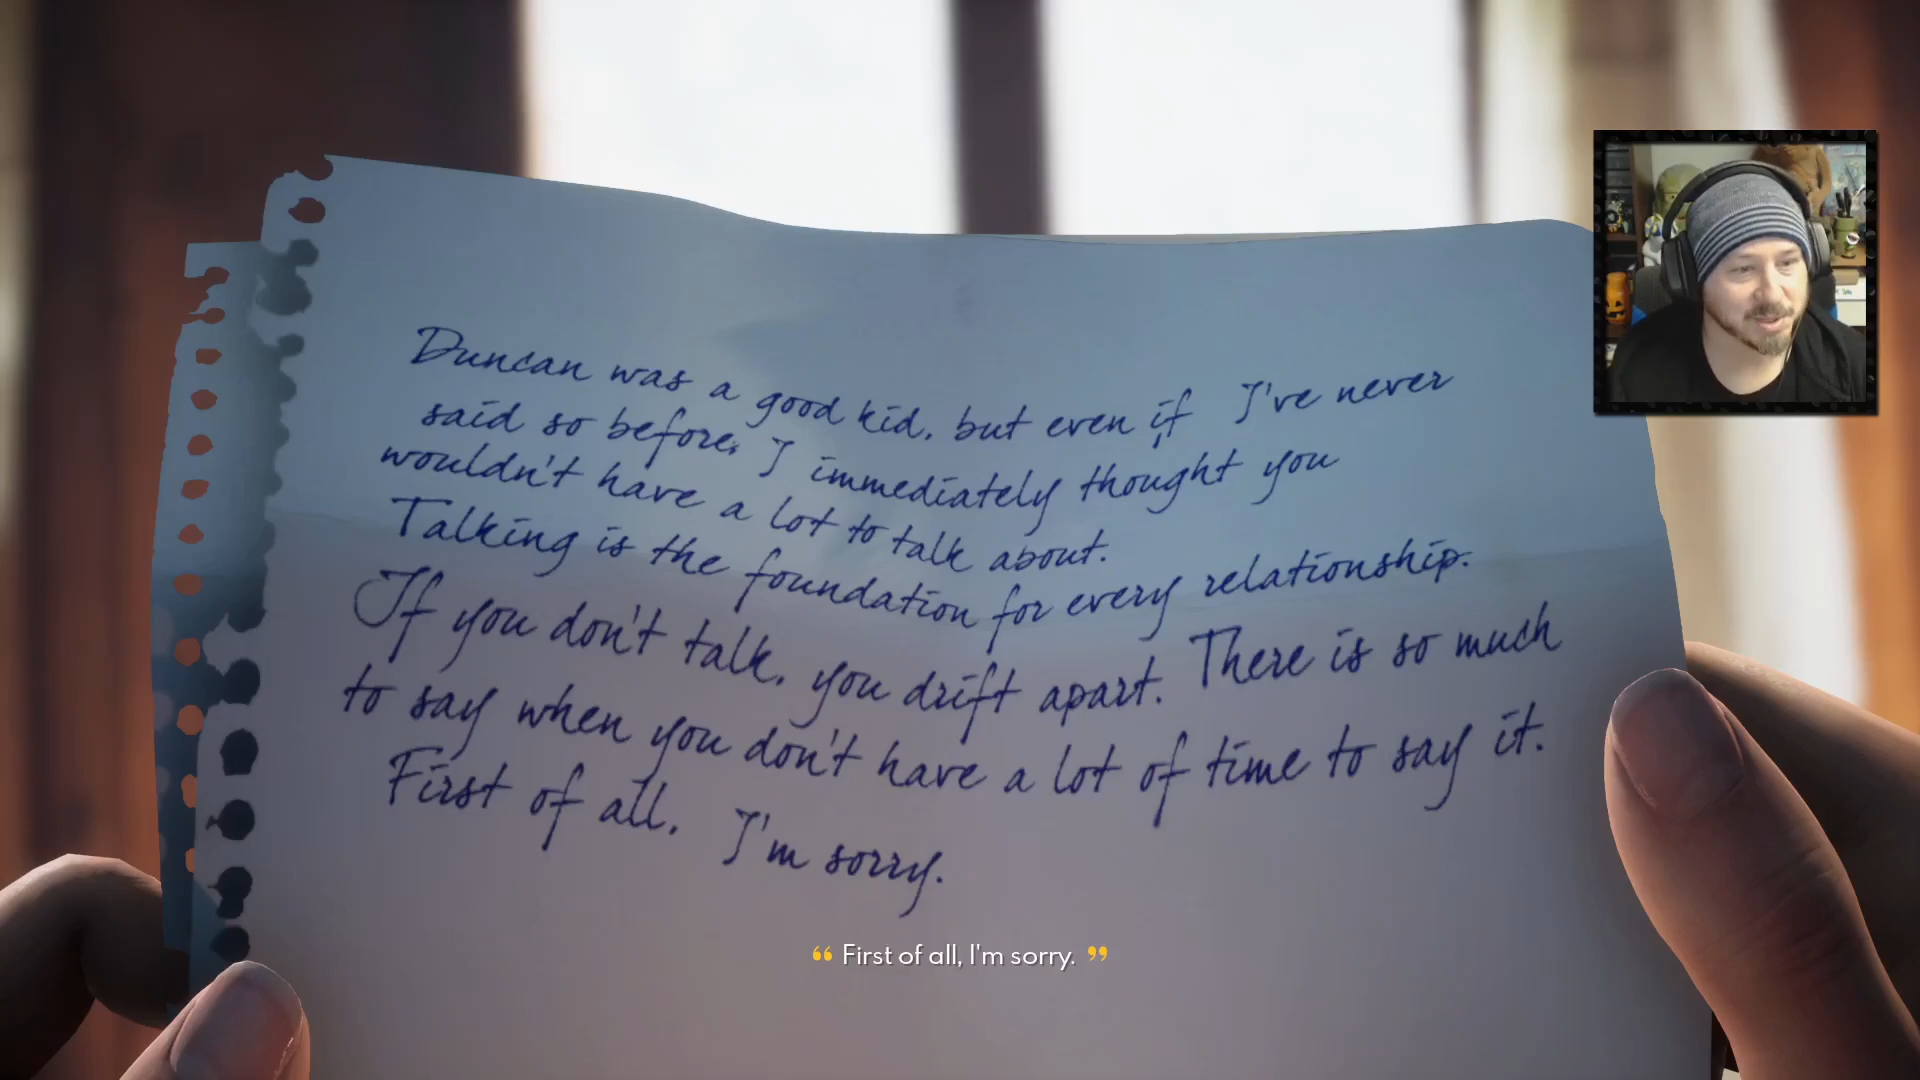 Duncan was a good kid, but even if I've never
said so before, I immediately thought you
wouldn't have a lot to talk about.
Talking is the foundation for every relationship.
If you don't talk, you drift apart. There is so much
to say when you don't have a lot of time to say it.
First of all, I'm sorry.
“ First of all, I'm sorry. ”